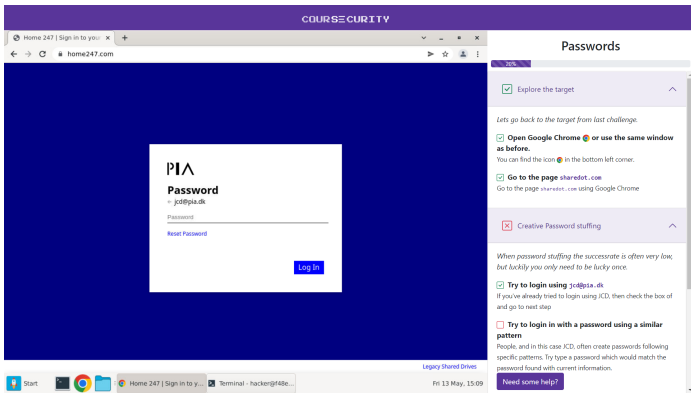 COURSECURITY
Home 247 | Sign in to your
home247.com
PIA
Password
jcd@pia.dk
Password
Reset Password
Log In
Legacy Shared Drives
Start
Home 247 | Sign in to y...
Terminal - hacker@f48e...
Fri 13 May, 15:09
Passwords
20%
Explore the target
Lets go back to the target from last challenge.
Open Google Chrome or use the same window
as before.
You can find the icon in the bottom left corner.
Go to the page sharedot.com
Go to the page sharedot.com using Google Chrome
Creative Password stuffing
When password stuffing the successrate is often very low,
but luckily you only need to be lucky once.
Try to login using jcd@pia.dk
If you've already tried to login using JCD, then check the box of
and go to next step
Try to login in with a password using a similar
pattern
People, and in this case JCD, often create passwords following
specific patterns. Try type a password which would match the
password found with current information.
Need some help?